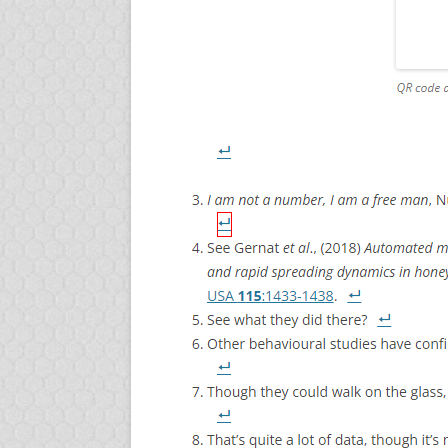 QR code
↵
3. I am not a number, I am a free man, N
↵
4. See Gernat et al., (2018) Automated m
and rapid spreading dynamics in honey
USA 115:1433-1438. ↵
5. See what they did there? ↵
6. Other behavioural studies have confi
↵
7. Though they could walk on the glass,
↵
8. That's quite a lot of data, though it's